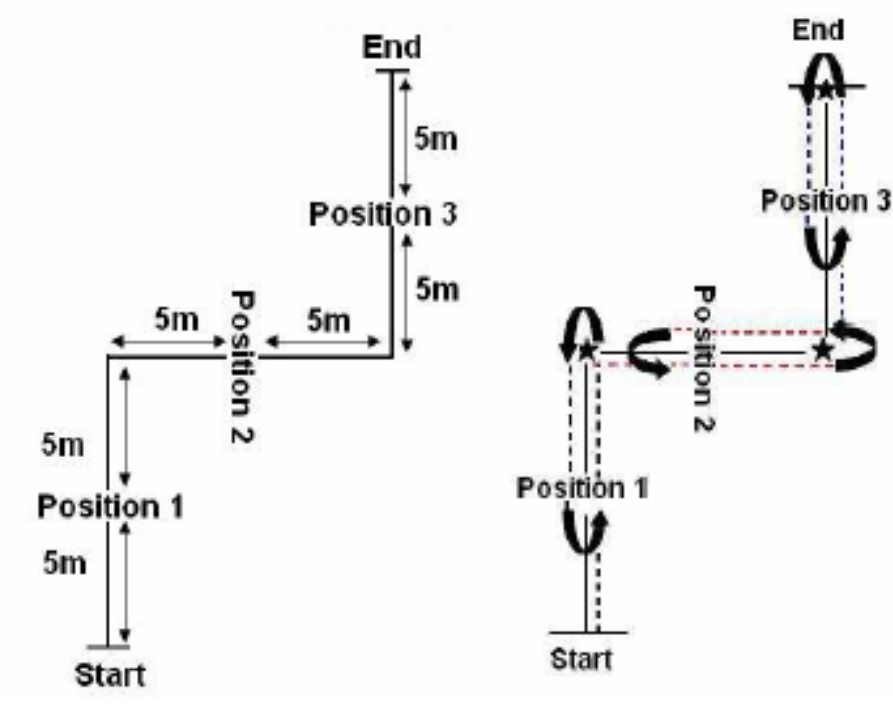 End
5m
Position 3
5m
5m
5m
Position 2
5m
Position 1
5m
Start
End
Position 3
Position 2
Position 1
Start